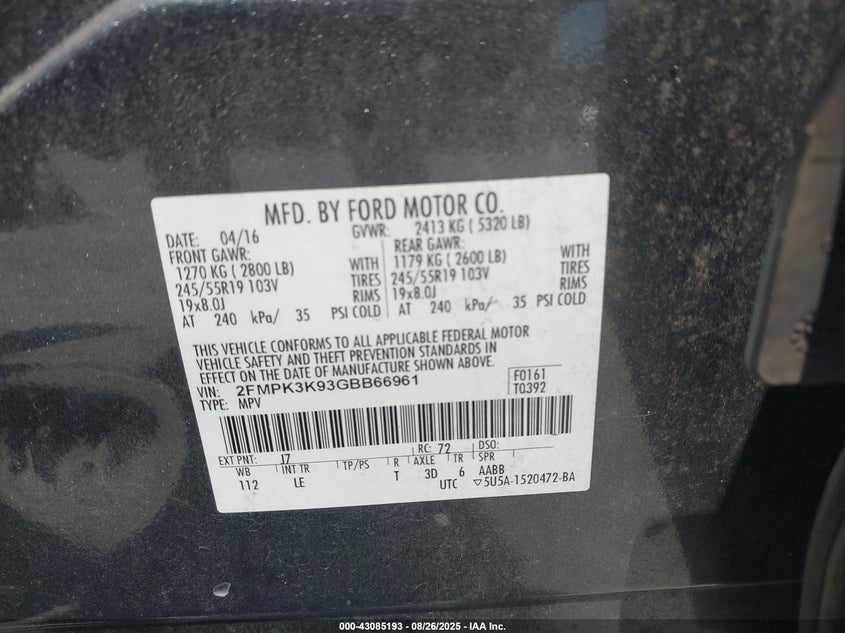 MFD. BY FORD MOTOR CO.
DATE: 04/16 GVWR: 2413 KG ( 5320 LB)
FRONT GAWR: REAR GAWR:
1270 KG ( 2800 LB) WITH 1179 KG ( 2600 LB) WITH
245/55R19 103V TIRES 245/55R19 103V TIRES
19x8.0J RIMS 19x8.0J RIMS
AT 240 kPa/ 35 PSI COLD AT 240 kPa/ 35 PSI COLD
THIS VEHICLE CONFORMS TO ALL APPLICABLE FEDERAL MOTOR
VEHICLE SAFETY AND THEFT PREVENTION STANDARDS IN
EFFECT ON THE DATE OF MANUFACTURE SHOWN ABOVE.
VIN: 2FMPK3K93GBB66961 F0161
TYPE: MPV T0392
EXT PNT: J7 RC: 72 DSO:
WB INT TR TP/PS R AXLE TR SPR
112 LE T 3D 6 AABB
UTC ▽5U5A-1520472-BA
000-43085193 - 08/26/2025 - IAA Inc.